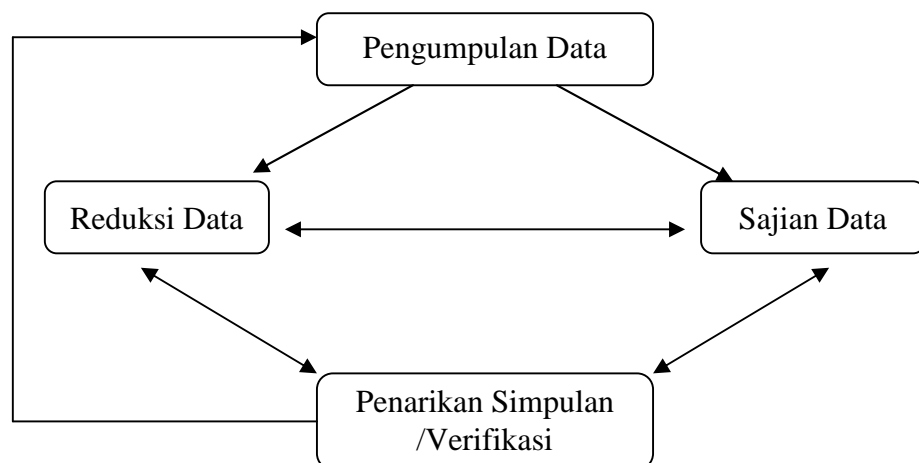 Pengumpulan Data
Reduksi Data
Sajian Data
Penarikan Simpulan
/Verifikasi